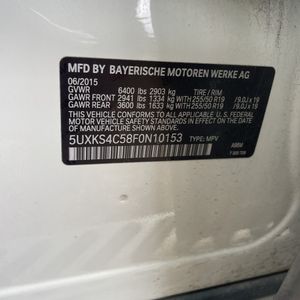 MFD BY BAYERISCHE MOTOREN WERKE AG
06/2015
GVWR 6400 lbs 2903 kg TIRE / RIM
GAWR FRONT 2941 lbs 1334 kg WITH 255/50 R19 / 9.0J x 19
GAWR REAR 3600 lbs 1633 kg WITH 255/50 R19 / 9.0J x 19
THIS VEHICLE CONFORMS TO ALL APPLICABLE U.S. FEDERAL
MOTOR VEHICLE SAFETY
STANDARDS IN EFFECT ON THE DATE OF MANUFACTURE SHOWN ABOVE.
5UXKS4C58F0N10153 TYPE: MPV